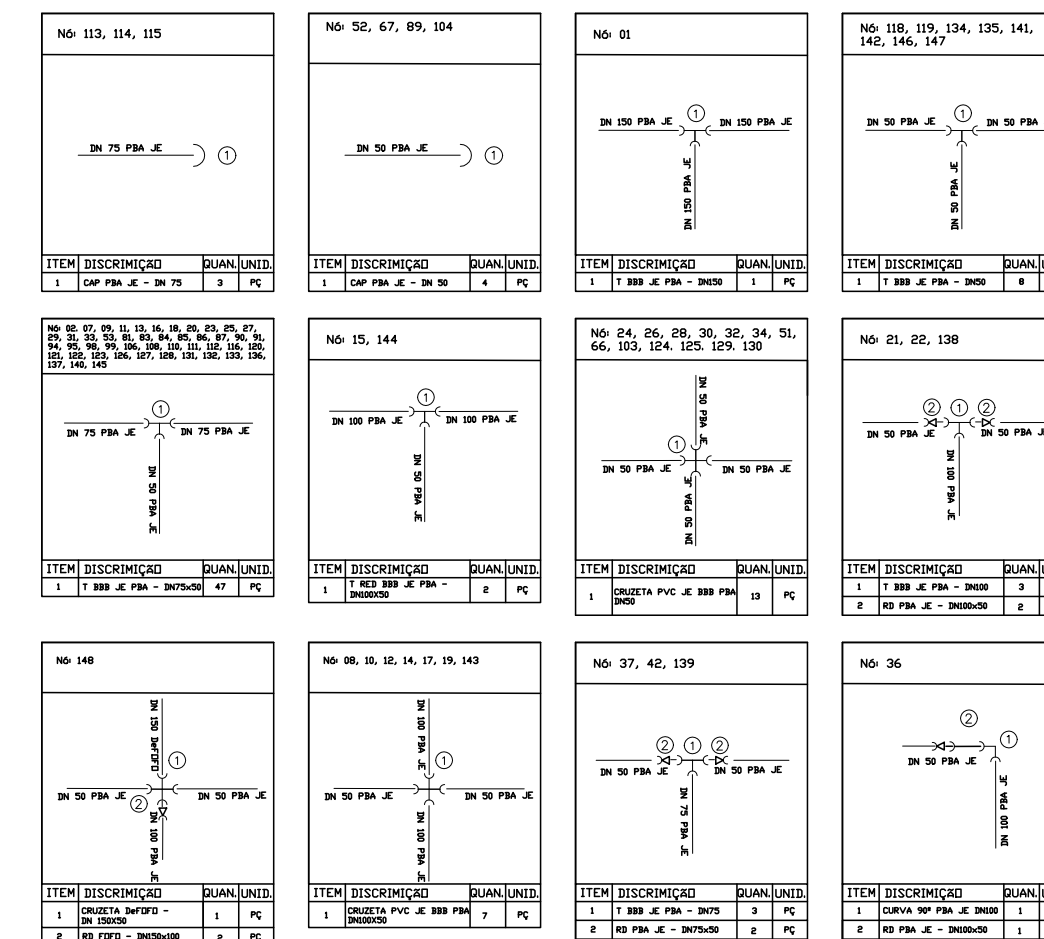 Nó: 113, 114, 115
DN 75 PBA JE
1
ITEM DISCRIMIÇÃO QUAN. UNID.
1 CAP PBA JE - DN 75 3 PÇ
Nó: 52, 67, 89, 104
DN 50 PBA JE
1
ITEM DISCRIMIÇÃO QUAN. UNID.
1 CAP PBA JE - DN 50 4 PÇ
Nó: 01
1
DN 150 PBA JE DN 150 PBA JE
DN 150 PBA JE
ITEM DISCRIMIÇÃO QUAN. UNID.
1 T BBB JE PBA - DN150 1 PÇ
Nó: 118, 119, 134, 135, 141,
142, 146, 147
1
DN 50 PBA JE DN 50 PBA
DN 50 PBA JE
ITEM DISCRIMIÇÃO QUAN.
1 T BBB JE PBA - DN50 8
Nó: 02. 07, 09, 11, 13, 16, 18, 20, 23, 25, 27,
29, 31, 33, 53, 81, 83, 84, 85, 86, 87, 90, 91,
94, 95, 98, 99, 106, 108, 110, 111, 112, 116, 120,
121, 122, 123, 126, 127, 128, 131, 132, 133, 136,
137, 140, 145
1
DN 75 PBA JE DN 75 PBA JE
DN 50 PBA JE
ITEM DISCRIMIÇÃO QUAN. UNID.
1 T BBB JE PBA - DN75x50 47 PÇ
Nó: 15, 144
1
DN 100 PBA JE DN 100 PBA JE
DN 50 PBA JE
ITEM DISCRIMIÇÃO QUAN. UNID.
1 T RED BBB JE PBA - 2 PÇ
DN100X50
Nó: 24, 26, 28, 30, 32, 34, 51,
66, 103, 124. 125. 129. 130
DN 50 PBA JE
1
DN 50 PBA JE DN 50 PBA JE
DN 50 PBA JE
ITEM DISCRIMIÇÃO QUAN. UNID.
1 CRUZETA PVC JE BBB PBA 13 PÇ
DN50
Nó: 21, 22, 138
2 1 2
DN 50 PBA JE DN 50 PBA JE
DN 100 PBA JE
ITEM DISCRIMIÇÃO QUAN.
1 T BBB JE PBA - DN100 3
2 RD PBA JE - DN100x50 2
Nó: 148
DN 150 DeFOFO
1
DN 50 PBA JE DN 50 PBA JE
2
DN 100 PBA JE
ITEM DISCRIMIÇÃO QUAN. UNID.
1 CRUZETA DeFOFO - 1 PÇ
DN 150X50
2 RD FOFO - DN150x100 2 PÇ
Nó: 08, 10, 12, 14, 17, 19, 143
DN 100 PBA JE
1
DN 50 PBA JE DN 50 PBA JE
DN 100 PBA JE
ITEM DISCRIMIÇÃO QUAN. UNID.
1 CRUZETA PVC JE BBB PBA 7 PÇ
DN100X50
Nó: 37, 42, 139
2 1 2
DN 50 PBA JE DN 50 PBA JE
DN 75 PBA JE
ITEM DISCRIMIÇÃO QUAN. UNID.
1 T BBB JE PBA - DN75 3 PÇ
2 RD PBA JE - DN75x50 2 PÇ
Nó: 36
2
1
DN 50 PBA JE
DN 100 PBA JE
ITEM DISCRIMIÇÃO QUAN.
1 CURVA 90º PBA JE DN100 1
2 RD PBA JE - DN100x50 1